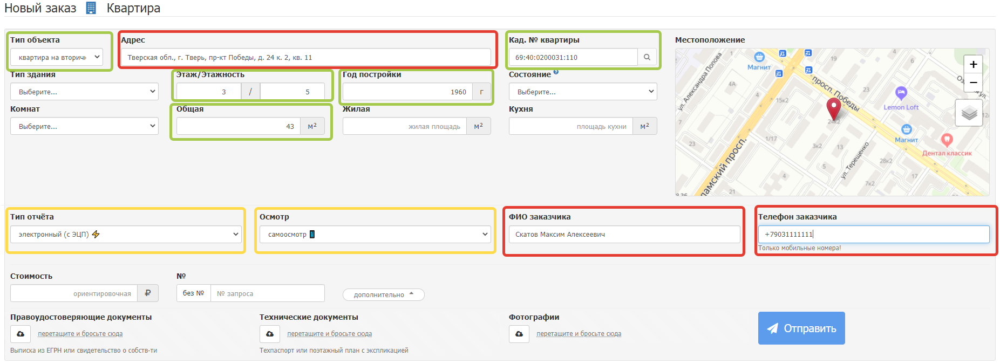 Новый заказ Квартира
Тип объекта
Адрес
Кад. № квартиры
Местоположение
квартира на вторичн
Тверская обл., г. Тверь, пр-кт Победы, д. 24 к. 2, кв. 11
69:40:0200031:110
Тип здания
Этаж/Этажность
Год постройки
Состояние ?
Выберите...
3 / 5
1960 г
Выберите...
Комнат
Общая
Жилая
Кухня
Выберите...
43 м²
жилая площадь м²
площадь кухни м²
ул. Александра Попова
1
Магнит
19
4
6
+
−
4А
4
15к2
просп. Победы
23
Lemon Loft
7
24к2
12
Магнит
Дентал классик
23
1/17
3к2
13
ул. Терещенко
28к2
5
4
17
7к2
21
ламский просп.
Тип отчёта
Осмотр
ФИО заказчика
Телефон заказчика
электронный (с ЭЦП)
самоосмотр
Скатов Максим Алексеевич
+79031111111
Только мобильные номера!
Стоимость
№
ориентировочная ₽
без № № запроса
дополнительно
Правоудостоверяющие документы
Технические документы
Фотографии
перетащите и бросьте сюда
перетащите и бросьте сюда
перетащите и бросьте сюда
Отправить
Выписка из ЕГРН или свидетельство о собств-ти
Техпаспорт или поэтажный план с экспликацией